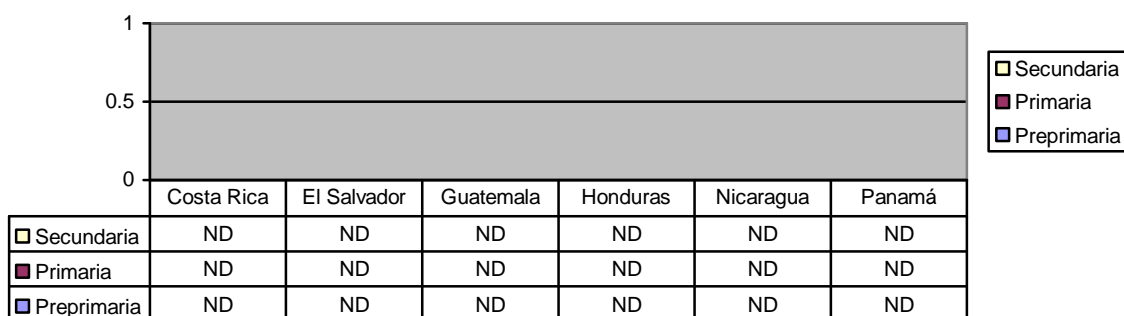 1
0.5
0
Secundaria
Primaria
Preprimaria
Costa Rica El Salvador Guatemala Honduras Nicaragua Panamá
Secundaria ND ND ND ND ND ND
Primaria ND ND ND ND ND ND
Preprimaria ND ND ND ND ND ND